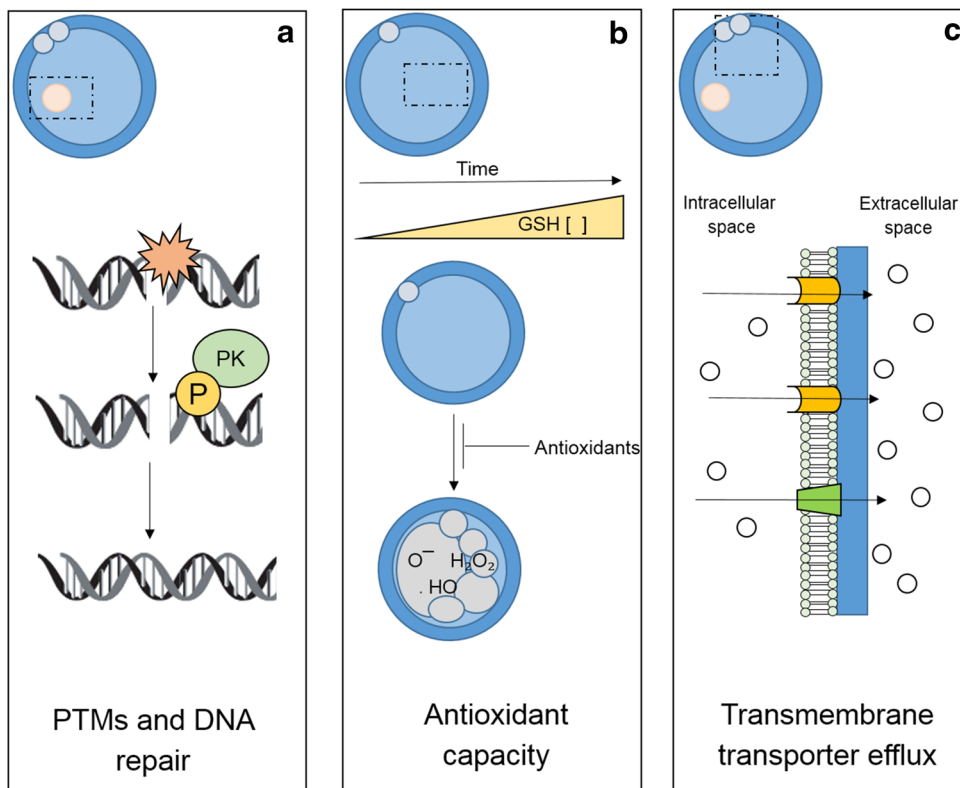 a
PK
P
PTMs and DNA
repair
b
Time
GSH [ ]
Antioxidants
O⁻ H₂O₂
. HO
Antioxidant
capacity
c
Intracellular
space
Extracellular
space
Transmembrane
transporter efflux